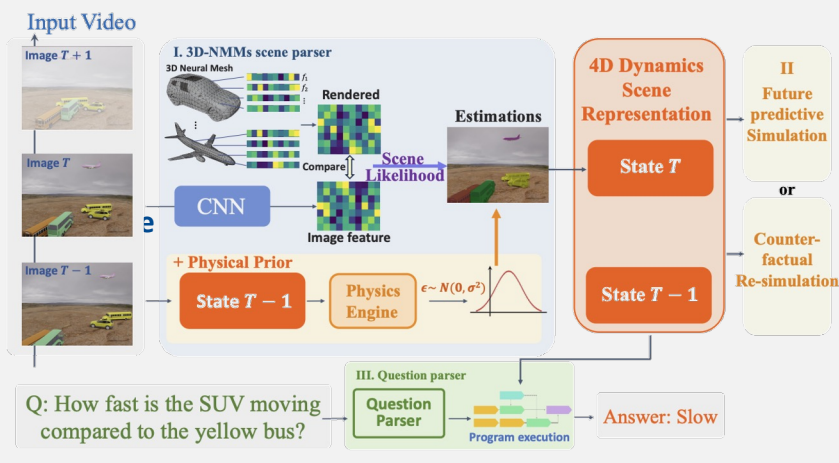 Input Video
Image T + 1
Image T
Image T − 1
I. 3D-NMMs scene parser
3D Neural Mesh
f₁
f₂
Rendered
Compare
Scene
Likelihood
CNN
Image feature
Estimations
e
+ Physical Prior
State T − 1
Physics
Engine
ϵ~ N(0, σ²)
4D Dynamics
Scene
Representation
State T
State T − 1
II
Future
predictive
Simulation
or
Counter-
factual
Re-simulation
Q: How fast is the SUV moving
compared to the yellow bus?
III. Question parser
Question
Parser
Program execution
Answer: Slow